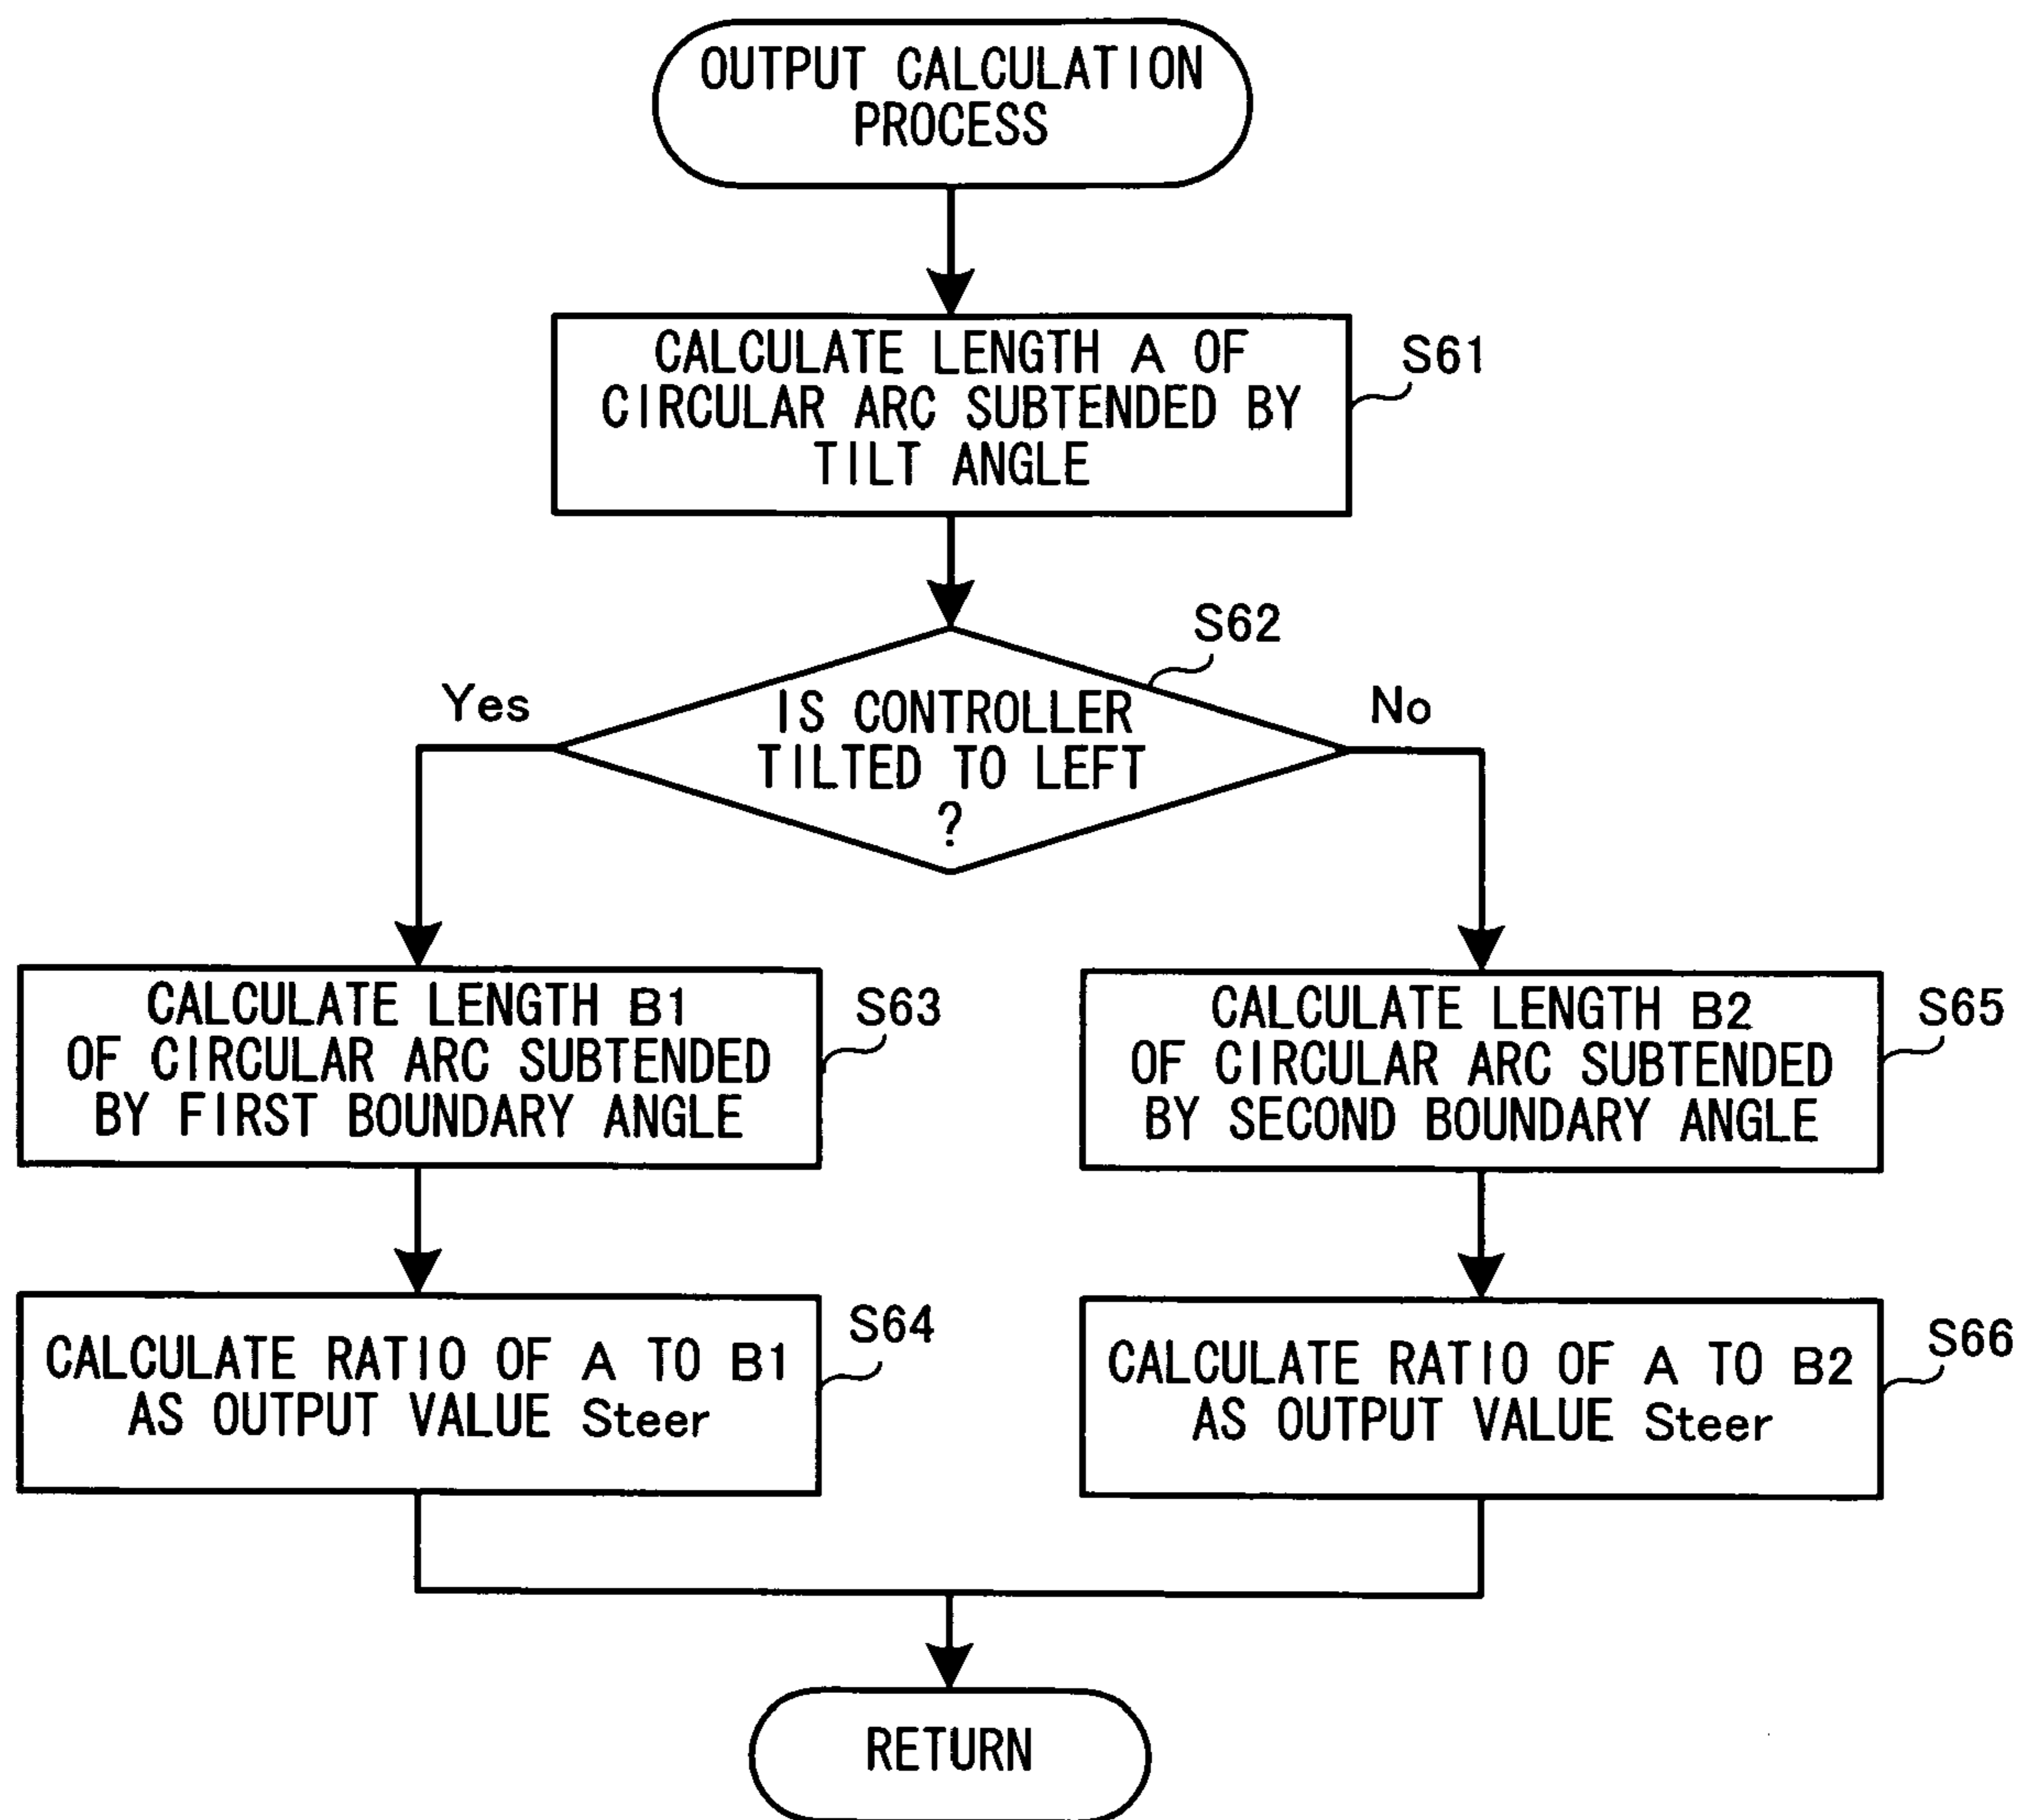 OUTPUT CALCULATION
PROCESS
CALCULATE LENGTH A OF
CIRCULAR ARC SUBTENDED BY
TILT ANGLE
S61
S62
IS CONTROLLER
TILTED TO LEFT
?
Yes
No
CALCULATE LENGTH B1
OF CIRCULAR ARC SUBTENDED
BY FIRST BOUNDARY ANGLE
S63
CALCULATE LENGTH B2
OF CIRCULAR ARC SUBTENDED
BY SECOND BOUNDARY ANGLE
S65
CALCULATE RATIO OF A TO B1
AS OUTPUT VALUE Steer
S64
CALCULATE RATIO OF A TO B2
AS OUTPUT VALUE Steer
S66
RETURN